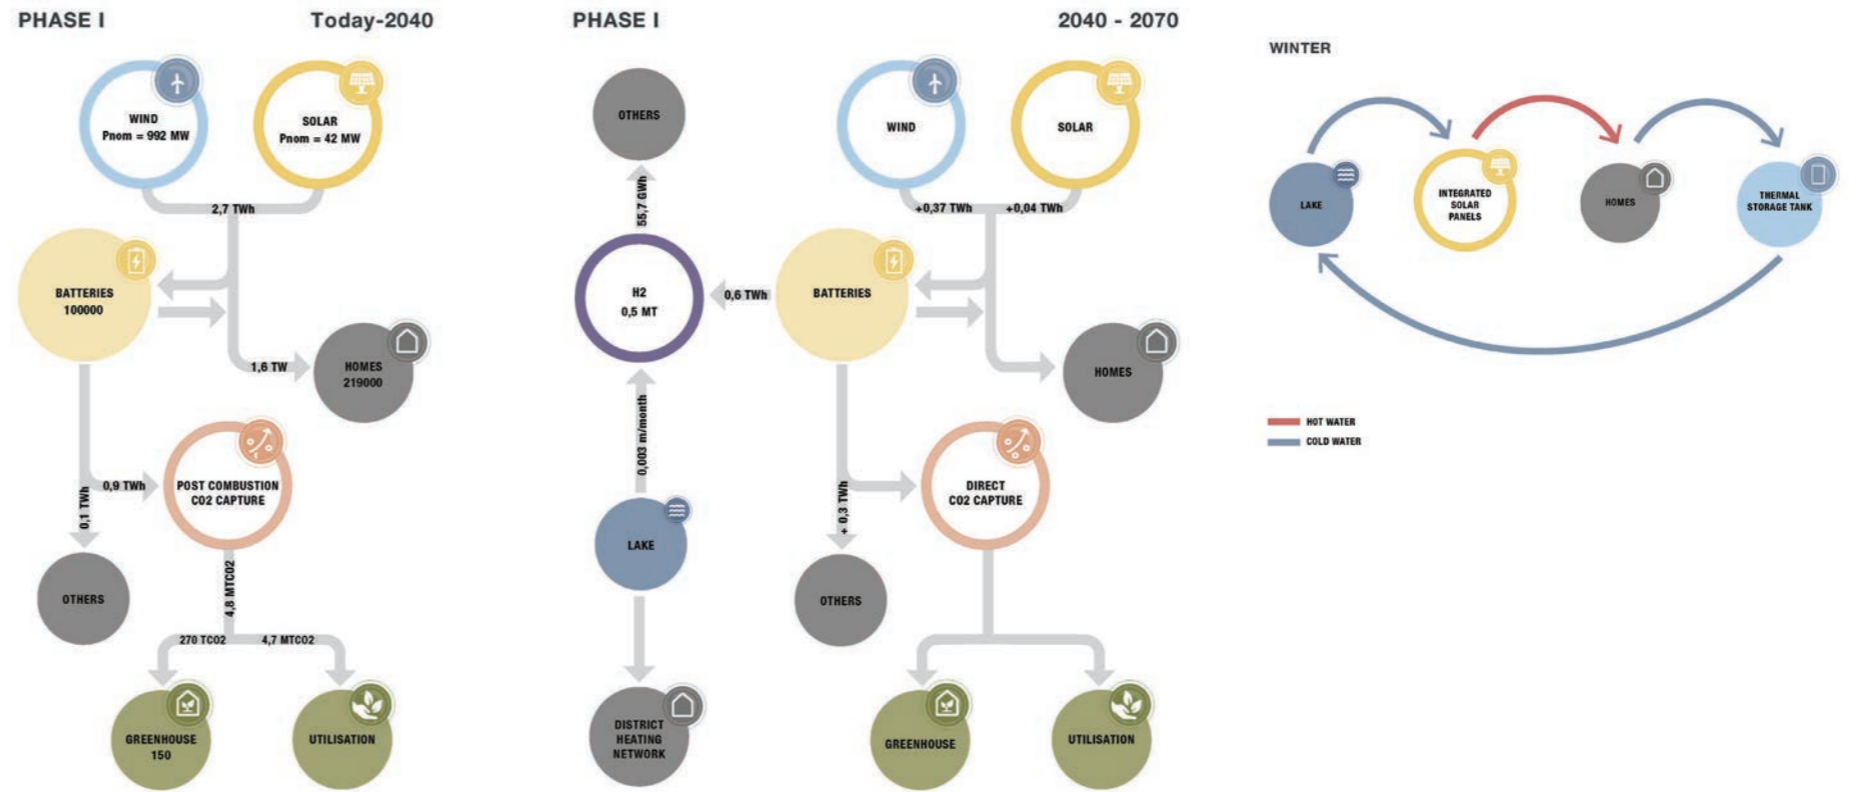 PHASE I
Today-2040
WIND
Pnom = 992 MW
SOLAR
Pnom = 42 MW
2,7 TWh
BATTERIES
100000
1,6 TW
HOMES
219000
0,9 TWh
0,1 TWh
POST COMBUSTION
CO2 CAPTURE
OTHERS
4,8 MTCO2
270 TCO2
4,7 MTCO2
GREENHOUSE
150
UTILISATION
PHASE I
2040 - 2070
OTHERS
WIND
SOLAR
55,7 GWh
+0,37 TWh
+0,04 TWh
H2
0,5 MT
0,6 TWh
BATTERIES
HOMES
0,003 m/month
+ 0,3 TWh
DIRECT
CO2 CAPTURE
LAKE
OTHERS
DISTRICT
HEATING
NETWORK
GREENHOUSE
UTILISATION
WINTER
LAKE
INTEGRATED
SOLAR
PANELS
HOMES
THERMAL
STORAGE TANK
HOT WATER
COLD WATER